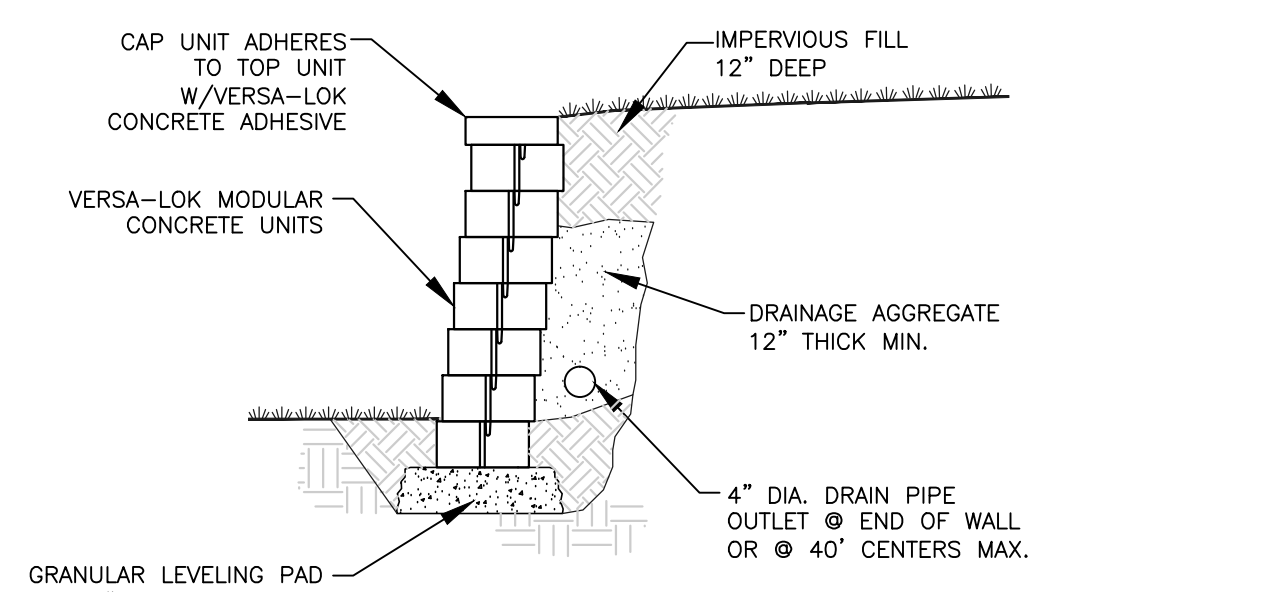 CAP UNIT ADHERES
TO TOP UNIT
W/VERSA-LOK
CONCRETE ADHESIVE
IMPERVIOUS FILL
12" DEEP
VERSA-LOK MODULAR
CONCRETE UNITS
DRAINAGE AGGREGATE
12" THICK MIN.
4" DIA. DRAIN PIPE
OUTLET @ END OF WALL
OR @ 40' CENTERS MAX.
GRANULAR LEVELING PAD